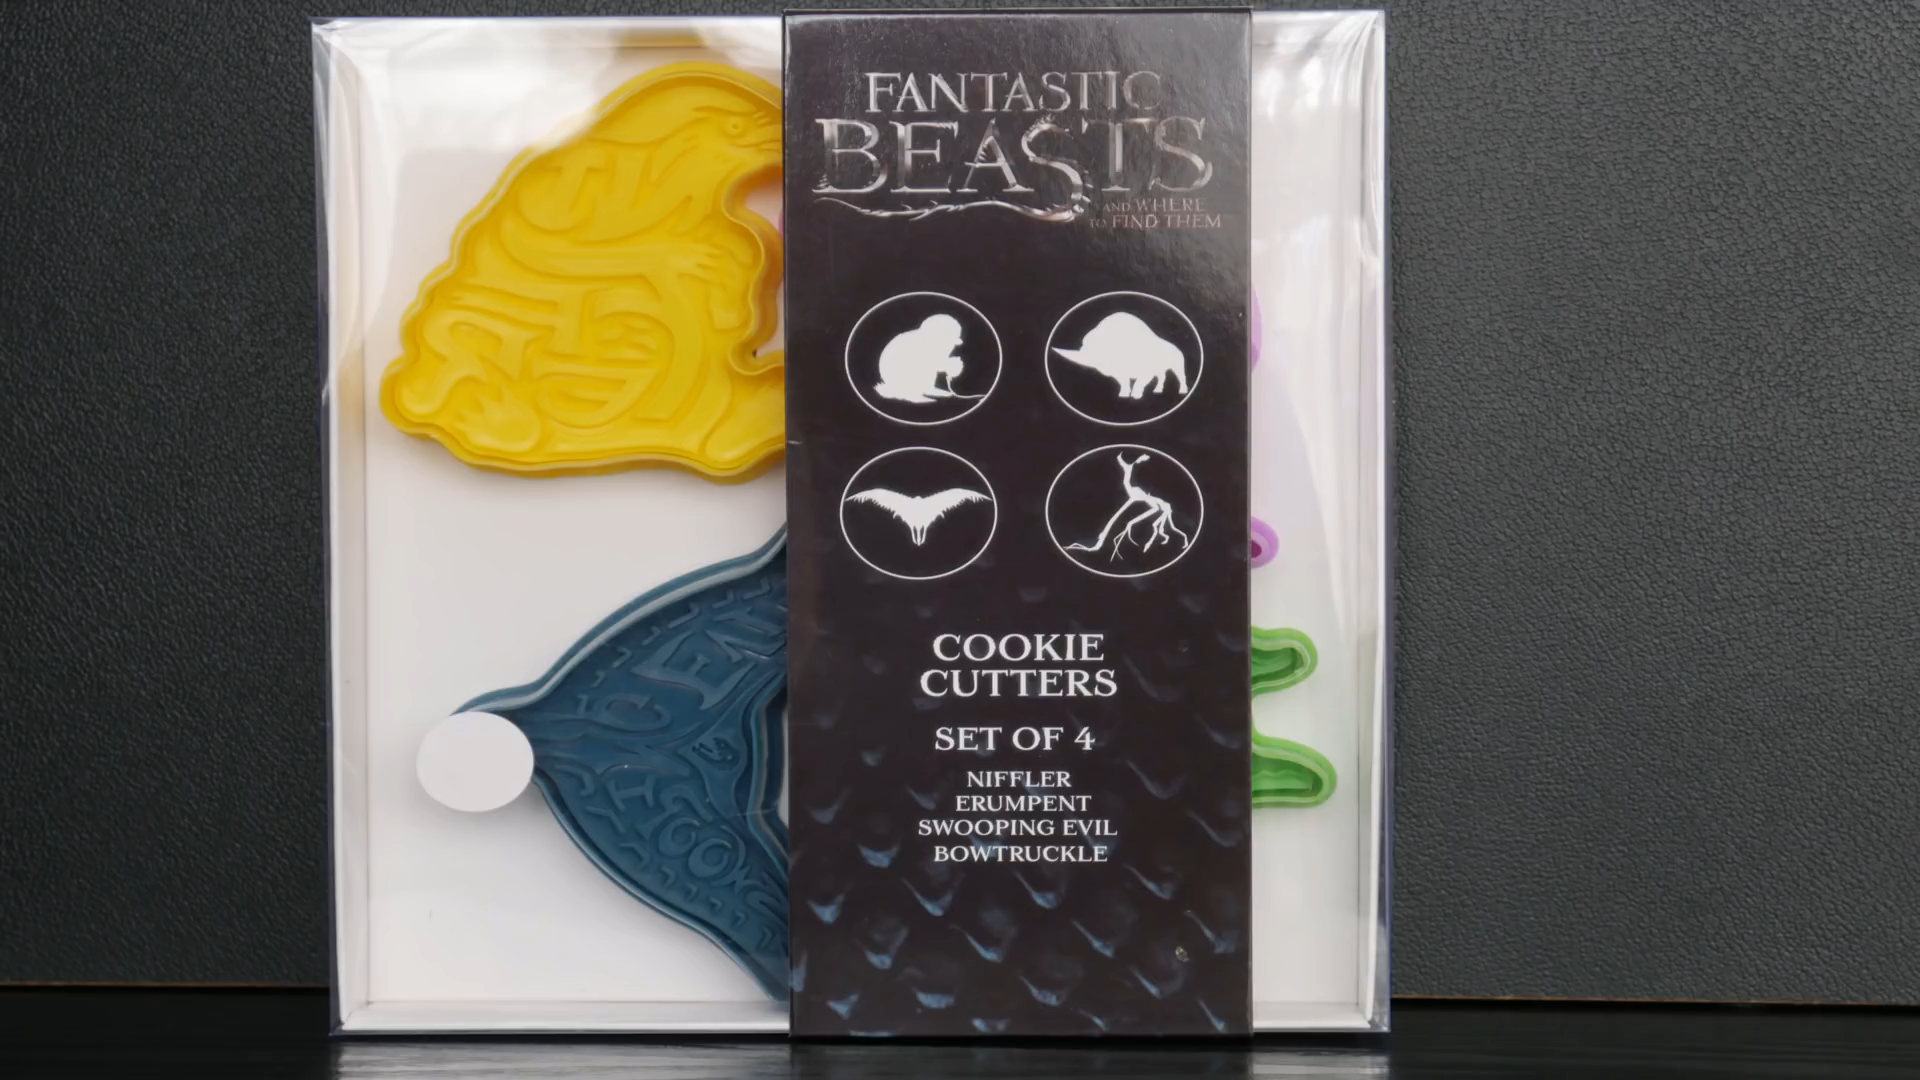 FANTASTIC
BEASTS
AND WHERE
TO FIND THEM
COOKIE
CUTTERS
SET OF 4
NIFFLER
ERUMPENT
SWOOPING EVIL
BOWTRUCKLE